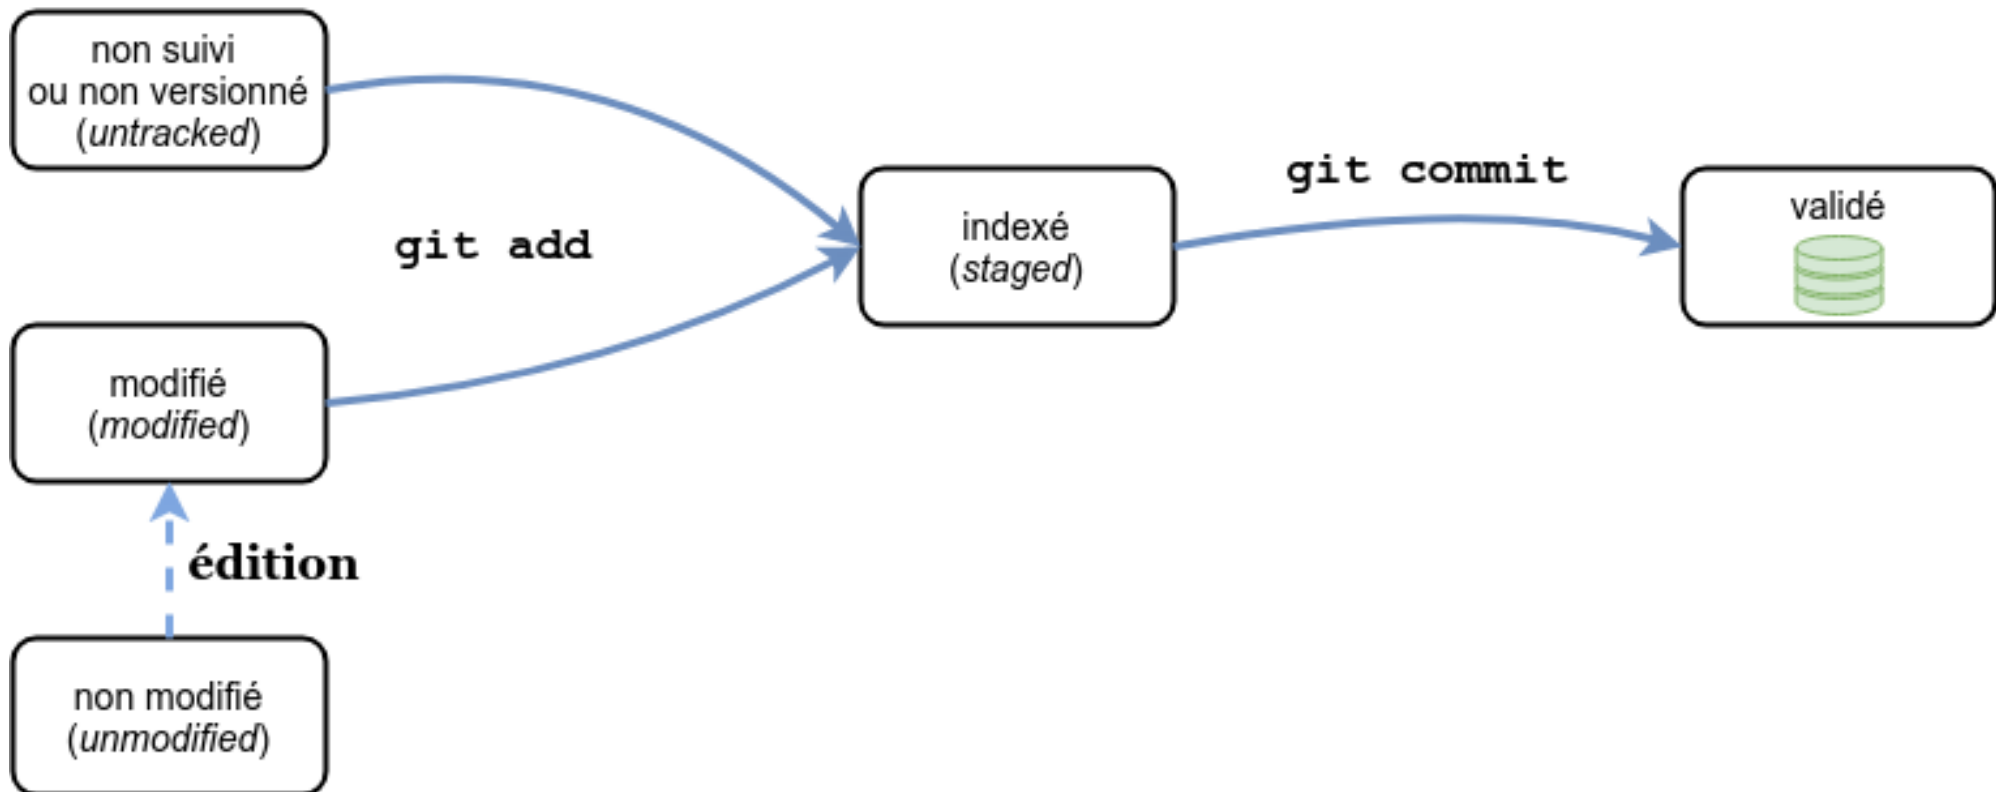 non suivi
ou non versionné
(untracked)
git add
modifié
(modified)
édition
non modifié
(unmodified)
indexé
(staged)
git commit
validé